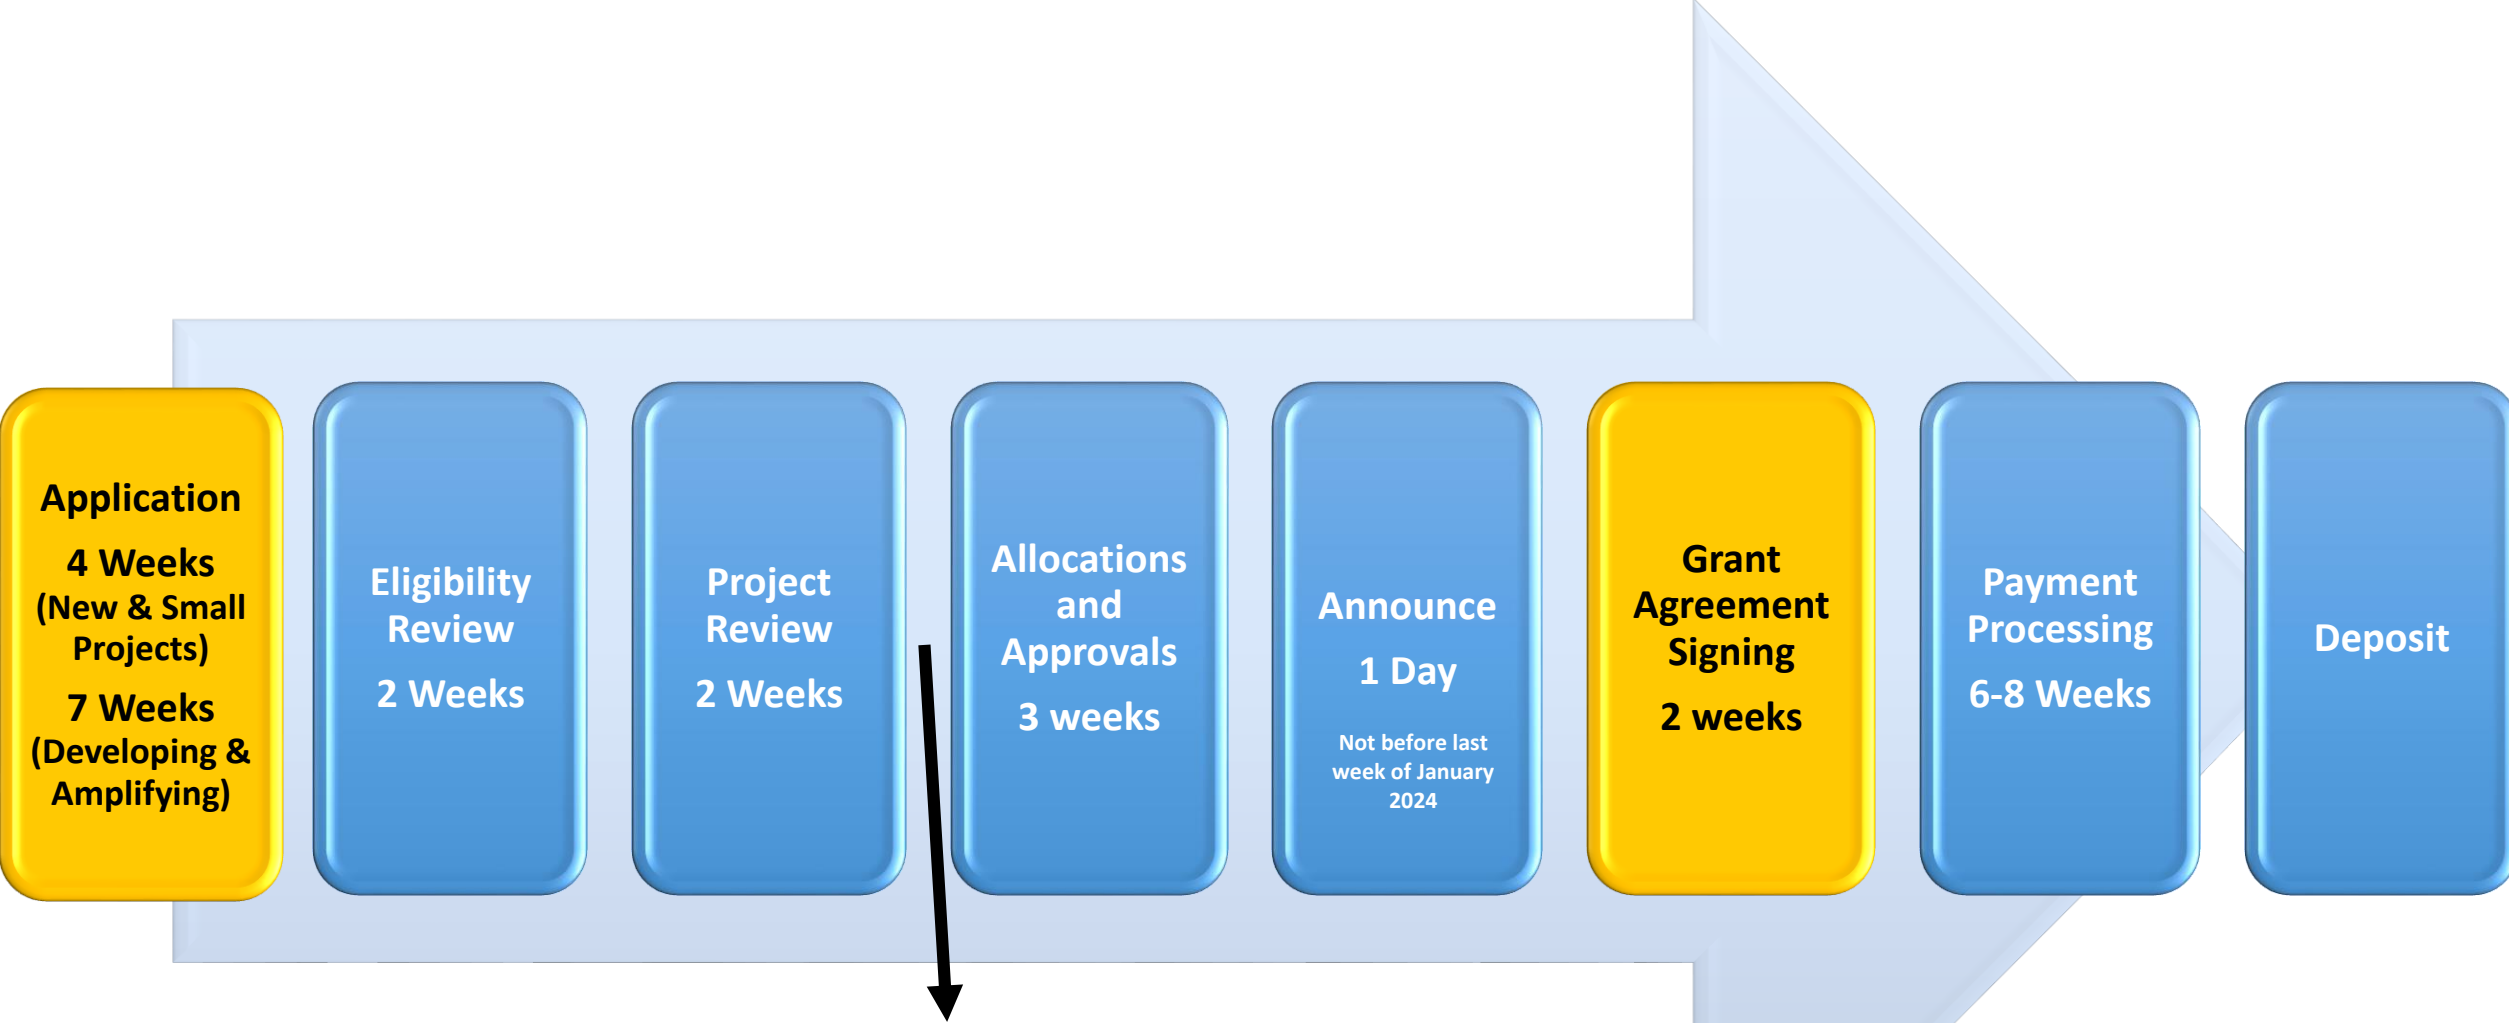 Application
4 Weeks
(New & Small
Projects)
7 Weeks
(Developing &
Amplifying)
Eligibility
Review
2 Weeks
Project
Review
2 Weeks
Allocations
and
Approvals
3 weeks
Announce
1 Day
Not before last
week of January
2024
Grant
Agreement
Signing
2 weeks
Payment
Processing
6-8 Weeks
Deposit